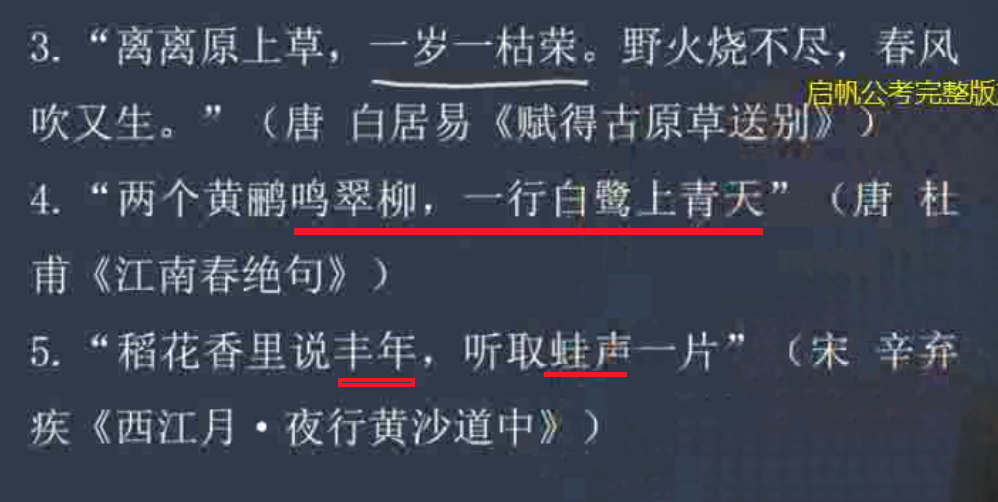 3. “离离原上草，一岁一枯荣。野火烧不尽，春风
启帆公考完整版
吹又生。”（唐 白居易《赋得古原草送别》）
4. “两个黄鹂鸣翠柳，一行白鹭上青天”（唐 杜
甫《江南春绝句》）
5. “稻花香里说丰年，听取蛙声一片”（宋 辛弃
疾《西江月·夜行黄沙道中》）